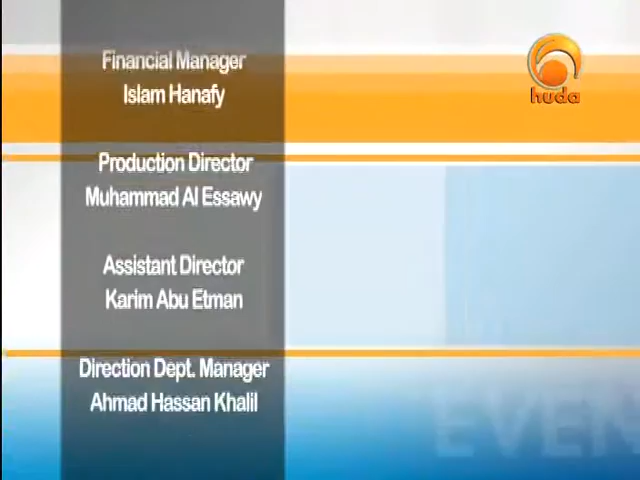 Financial Manager
Islam Hanafy
Production Director
Muhammad Al Essawy
Assistant Director
Karim Abu Etman
Direction Dept. Manager
Ahmad Hassan Khalil
huda
EVEN